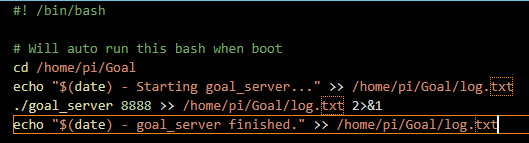 #! /bin/bash
# Will auto run this bash when boot
cd /home/pi/Goal
echo "$(date) - Starting goal_server..." >> /home/pi/Goal/log.txt
./goal_server 8888 >> /home/pi/Goal/log.txt 2>&1
echo "$(date) - goal_server finished." >> /home/pi/Goal/log.txt